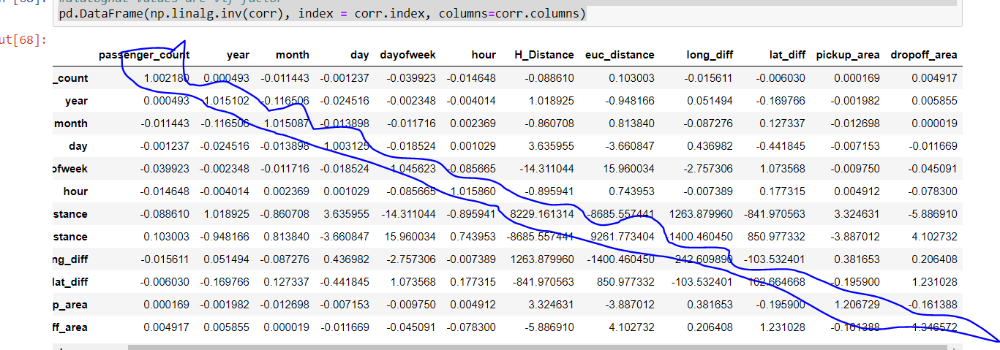 pd.DataFrame(np.linalg.inv(corr), index = corr.index, columns=corr.columns)
ut[68]:
passenger_count year month day dayofweek hour H_Distance euc_distance long_diff lat_diff pickup_area dropoff_area
_count 1.002180 0.000493 -0.011443 -0.001237 -0.039923 -0.014648 -0.088610 0.103003 -0.015611 -0.006030 0.000169 0.004917
year 0.000493 1.015102 -0.116506 -0.024516 -0.002348 -0.004014 1.018925 -0.948166 0.051494 -0.169766 -0.001982 0.005855
month -0.011443 -0.116506 1.015087 -0.013898 -0.011716 0.002369 -0.860708 0.813840 -0.087276 0.127337 -0.012698 0.000019
day -0.001237 -0.024516 -0.013898 1.003125 -0.018524 0.001029 3.635955 -3.660847 0.436982 -0.441845 -0.007153 -0.011669
ofweek -0.039923 -0.002348 -0.011716 -0.018524 1.045623 -0.085665 -14.311044 15.960034 -2.757306 1.073568 -0.009750 -0.045091
hour -0.014648 -0.004014 0.002369 0.001029 -0.085665 1.015860 -0.895941 0.743953 -0.007389 0.177315 0.004912 -0.078300
stance -0.088610 1.018925 -0.860708 3.635955 -14.311044 -0.895941 8229.161314 -8685.557441 1263.879960 -841.970563 3.324631 -5.886910
stance 0.103003 -0.948166 0.813840 -3.660847 15.960034 0.743953 -8685.557441 9261.773404 -1400.460450 850.977332 -3.887012 4.102732
ng_diff -0.015611 0.051494 -0.087276 0.436982 -2.757306 -0.007389 1263.879960 -1400.460450 242.609890 -103.532401 0.381653 0.206408
lat_diff -0.006030 -0.169766 0.127337 -0.441845 1.073568 0.177315 -841.970563 850.977332 -103.532401 102.664668 -0.195900 1.231028
p_area 0.000169 -0.001982 -0.012698 -0.007153 -0.009750 0.004912 3.324631 -3.887012 0.381653 -0.195900 1.206729 -0.161388
ff_area 0.004917 0.005855 0.000019 -0.011669 -0.045091 -0.078300 -5.886910 4.102732 0.206408 1.231028 -0.161388 1.346572